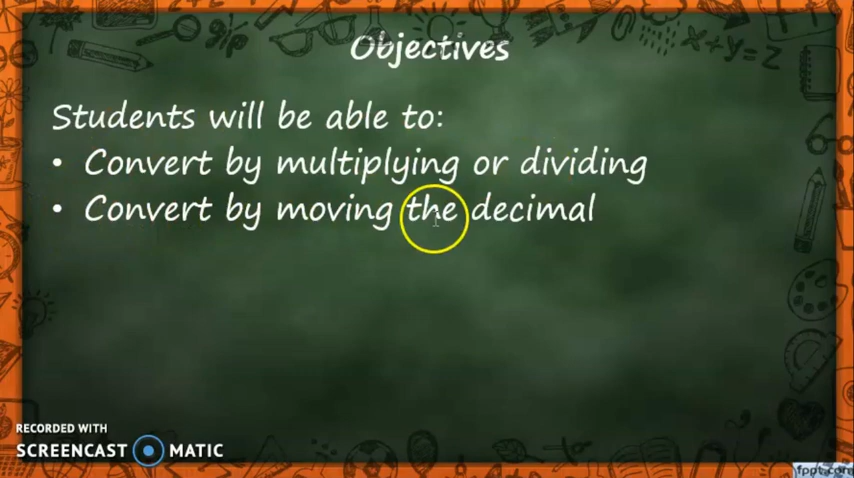 Objectives
Students will be able to:
• Convert by multiplying or dividing
• Convert by moving the decimal
RECORDED WITH
SCREENCAST MATIC
fppt.com
x+y=z